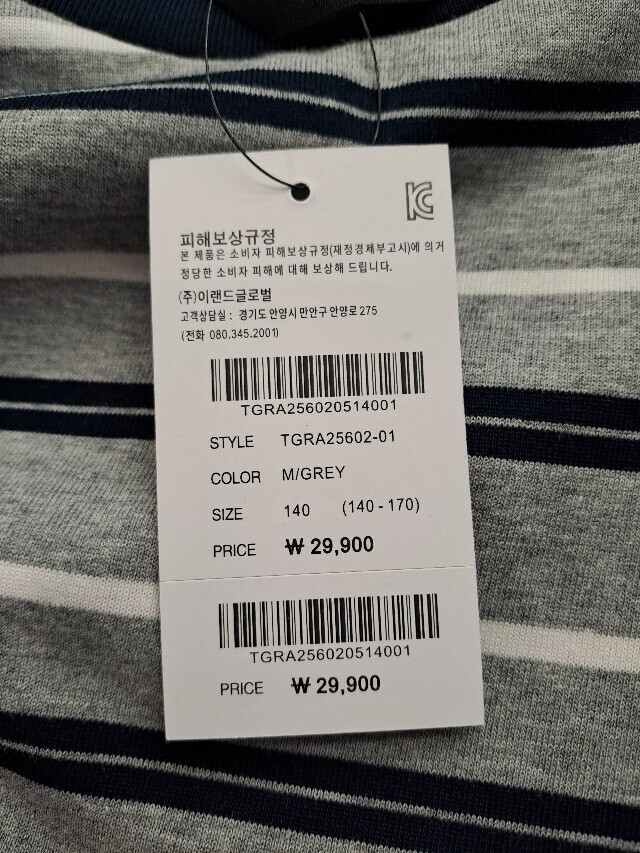 피해보상규정
본 제품은 소비자 피해보상규정(재정경제부고시)에 의거
정당한 소비자 피해에 대해 보상해 드립니다.
(주)이랜드글로벌
고객상담실 : 경기도 안양시 만안구 안양로 275
(전화 080.345.2001)
TGRA256020514001
STYLE TGRA25602-01
COLOR M/GREY
SIZE 140 (140 - 170)
PRICE ₩ 29,900
TGRA256020514001
PRICE ₩ 29,900